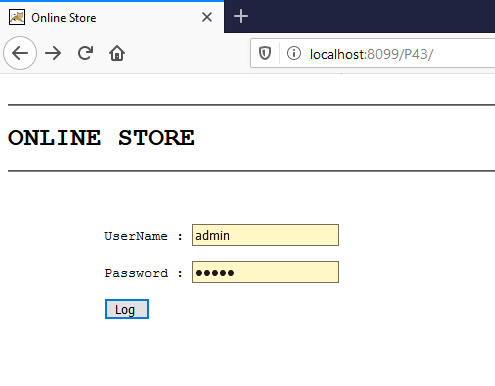 Online Store
localhost:8099/P43/
ONLINE STORE
UserName : admin
Password : •••••
Log